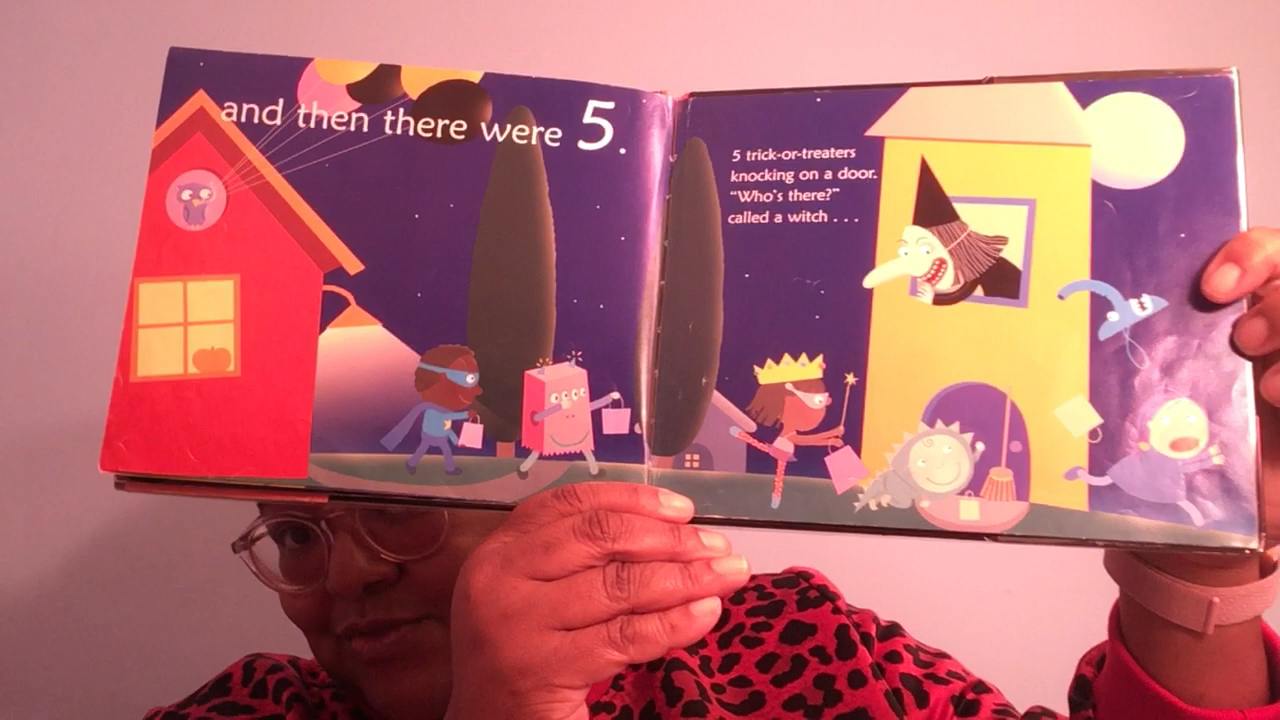 and then there were 5.
5 trick-or-treaters
knocking on a door.
“Who's there?”
called a witch . . .